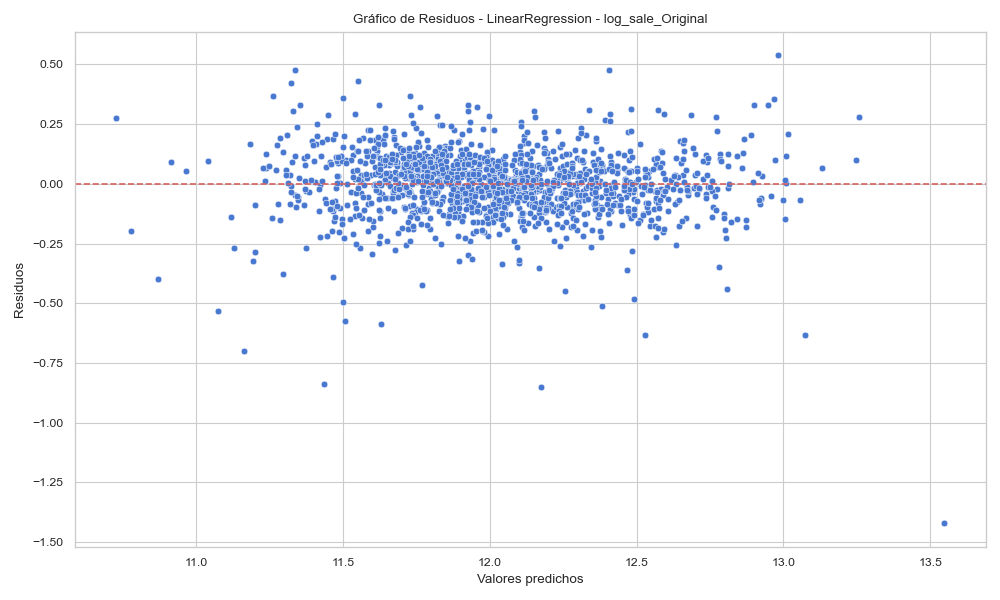 Gráfico de Residuos - LinearRegression - log_sale_Original
Residuos
0.50
0.25
0.00
−0.25
−0.50
−0.75
−1.00
−1.25
−1.50
11.0 11.5 12.0 12.5 13.0 13.5
Valores predichos